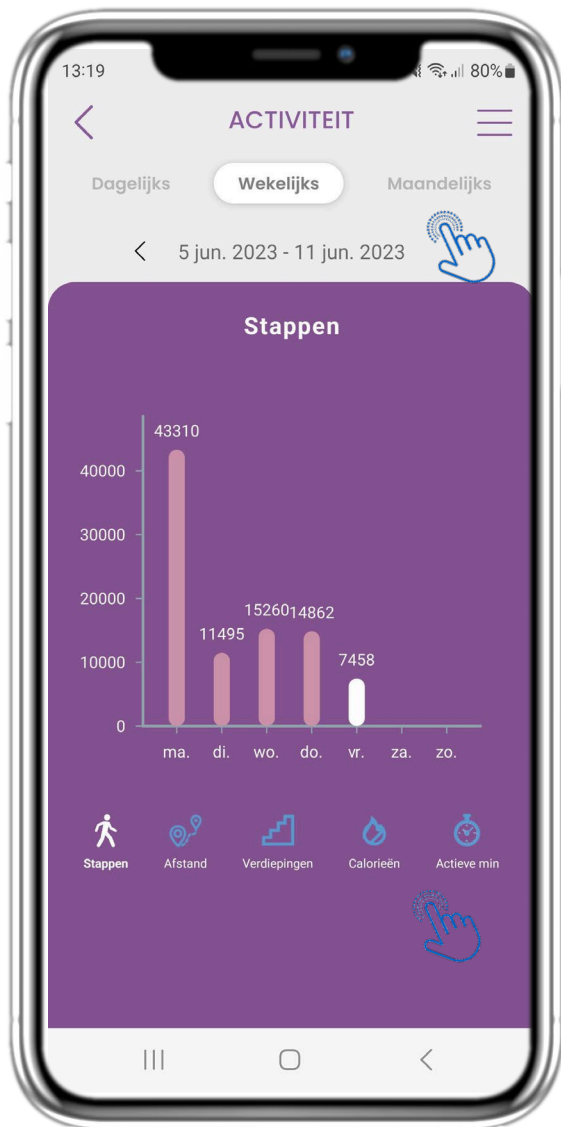 13:19 80%
ACTIVITEIT
Dagelijks Wekelijks Maandelijks
5 jun. 2023 - 11 jun. 2023
Stappen
43310
40000
30000
20000
15260 14862
11495
10000
7458
0
ma. di. wo. do. vr. za. zo.
Stappen Afstand Verdiepingen Calorieën Actieve min